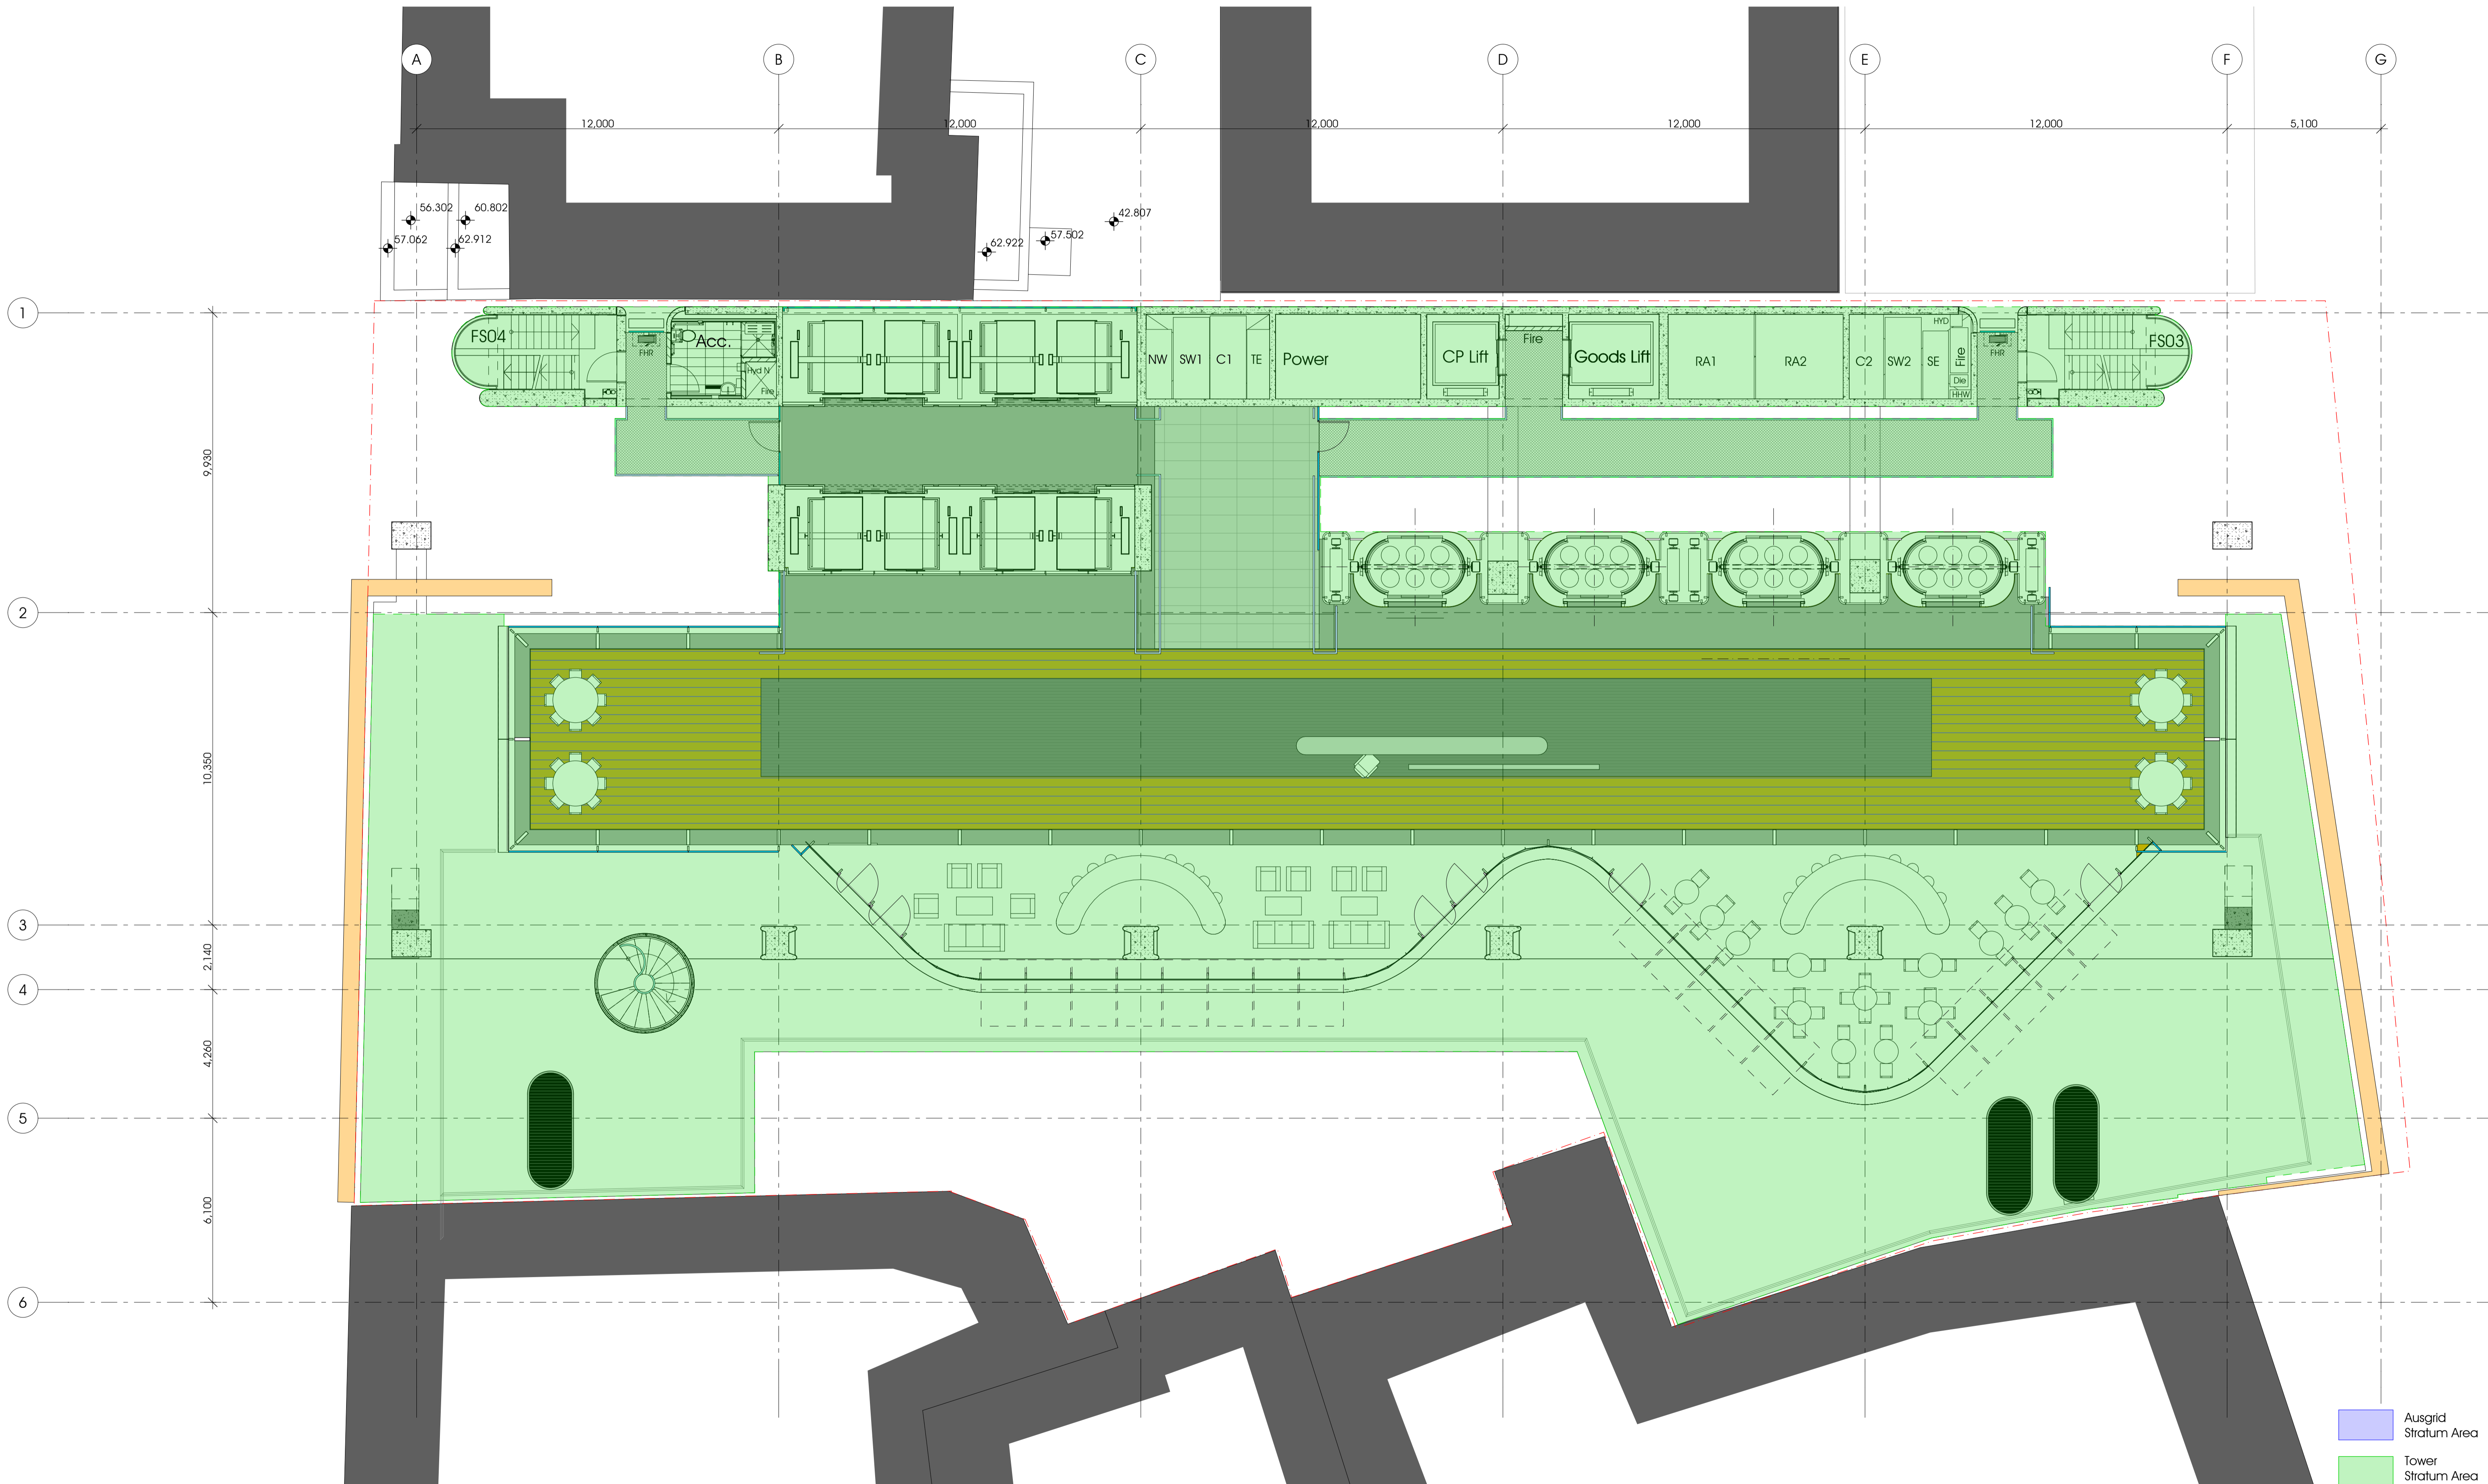 A
B
C
D
E
F
G
12,000
12,000
12,000
12,000
12,000
5,100
56.302
60.802
57.062
62.912
62.922
57.502
42.807
1
FS04
FHR
Acc.
Hyd N
Fire
NW
SW1
C1
TE
Power
CP Lift
Fire
Goods Lift
RA1
RA2
C2
SW2
SE
HYD
Fire
Die
HHW
FHR
FS03
9,930
2
10,350
3
2,140
4
4,260
5
6,100
6
Ausgrid
Stratum Area
Tower
Stratum Area